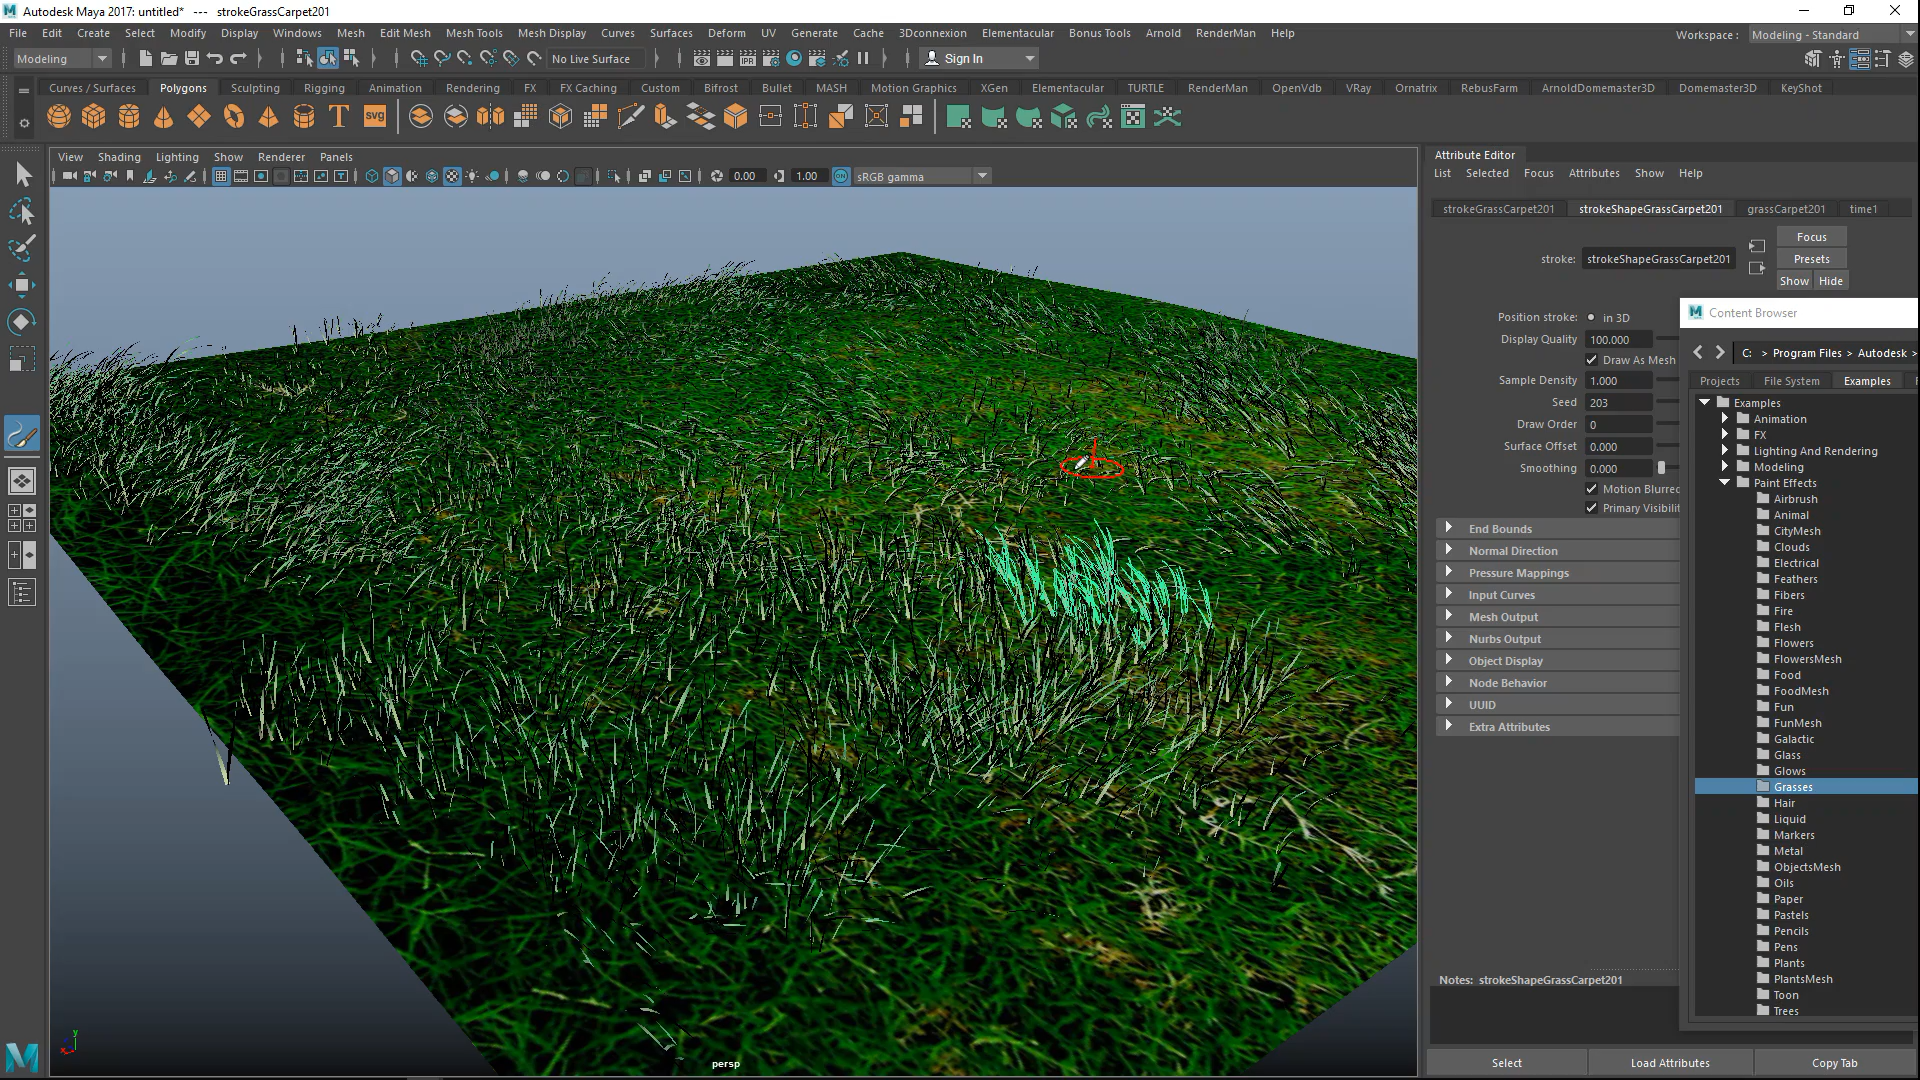 Autodesk Maya 2017: untitled* --- strokeGrassCarpet201
File Edit Create Select Modify Display Windows Mesh Edit Mesh Mesh Tools Mesh Display Curves Surfaces Deform UV Generate Cache 3Dconnexion Elementacular Bonus Tools Arnold RenderMan Help
Workspace : Modeling - Standard
Modeling
No Live Surface
IPR
Sign In
Curves / Surfaces Polygons Sculpting Rigging Animation Rendering FX FX Caching Custom Bifrost Bullet MASH Motion Graphics XGen Elementacular TURTLE RenderMan OpenVdb VRay Ornatrix RebusFarm ArnoldDomemaster3D Domemaster3D KeyShot
T svg
View Shading Lighting Show Renderer Panels
0.00 1.00 ON sRGB gamma
Attribute Editor
List Selected Focus Attributes Show Help
strokeGrassCarpet201 strokeShapeGrassCarpet201 grassCarpet201 time1
stroke: strokeShapeGrassCarpet201
Focus
Presets
Show Hide
Position stroke: in 3D
Display Quality 100.000
Draw As Mesh
Sample Density 1.000
Seed 203
Draw Order 0
Surface Offset 0.000
Smoothing 0.000
Motion Blurred
Primary Visibilit
End Bounds
Normal Direction
Pressure Mappings
Input Curves
Mesh Output
Nurbs Output
Object Display
Node Behavior
UUID
Extra Attributes
Notes: strokeShapeGrassCarpet201
Select Load Attributes Copy Tab
Content Browser
C: > Program Files > Autodesk >
Projects File System Examples
Examples
Animation
FX
Lighting And Rendering
Modeling
Paint Effects
Airbrush
Animal
CityMesh
Clouds
Electrical
Feathers
Fibers
Fire
Flesh
Flowers
FlowersMesh
Food
FoodMesh
Fun
FunMesh
Galactic
Glass
Glows
Grasses
Hair
Liquid
Markers
Metal
ObjectsMesh
Oils
Paper
Pastels
Pencils
Pens
Plants
PlantsMesh
Toon
Trees
y
x
persp